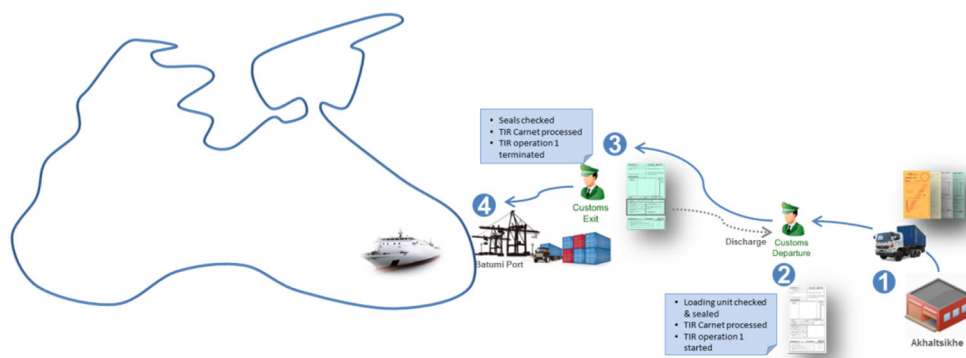 • Seals checked
• TIR Carnet processed
• TIR operation 1
terminated
3
4
Customs
Exit
Batumi Port
Discharge
Customs
Departure
2
1
• Loading unit checked
& sealed
• TIR Carnet processed
• TIR operation 1
started
Akhaltsikhe